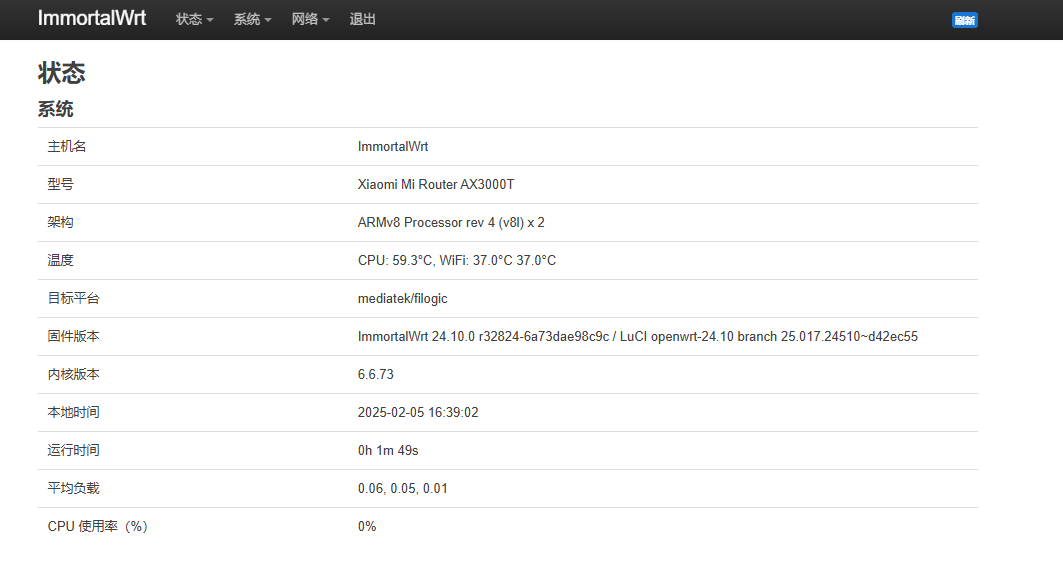 ImmortalWrt 状态 系统 网络 退出 刷新
状态
系统
主机名 ImmortalWrt
型号 Xiaomi Mi Router AX3000T
架构 ARMv8 Processor rev 4 (v8l) x 2
温度 CPU: 59.3°C, WiFi: 37.0°C 37.0°C
目标平台 mediatek/filogic
固件版本 ImmortalWrt 24.10.0 r32824-6a73dae98c9c / LuCI openwrt-24.10 branch 25.017.24510~d42ec55
内核版本 6.6.73
本地时间 2025-02-05 16:39:02
运行时间 0h 1m 49s
平均负载 0.06, 0.05, 0.01
CPU 使用率（%） 0%